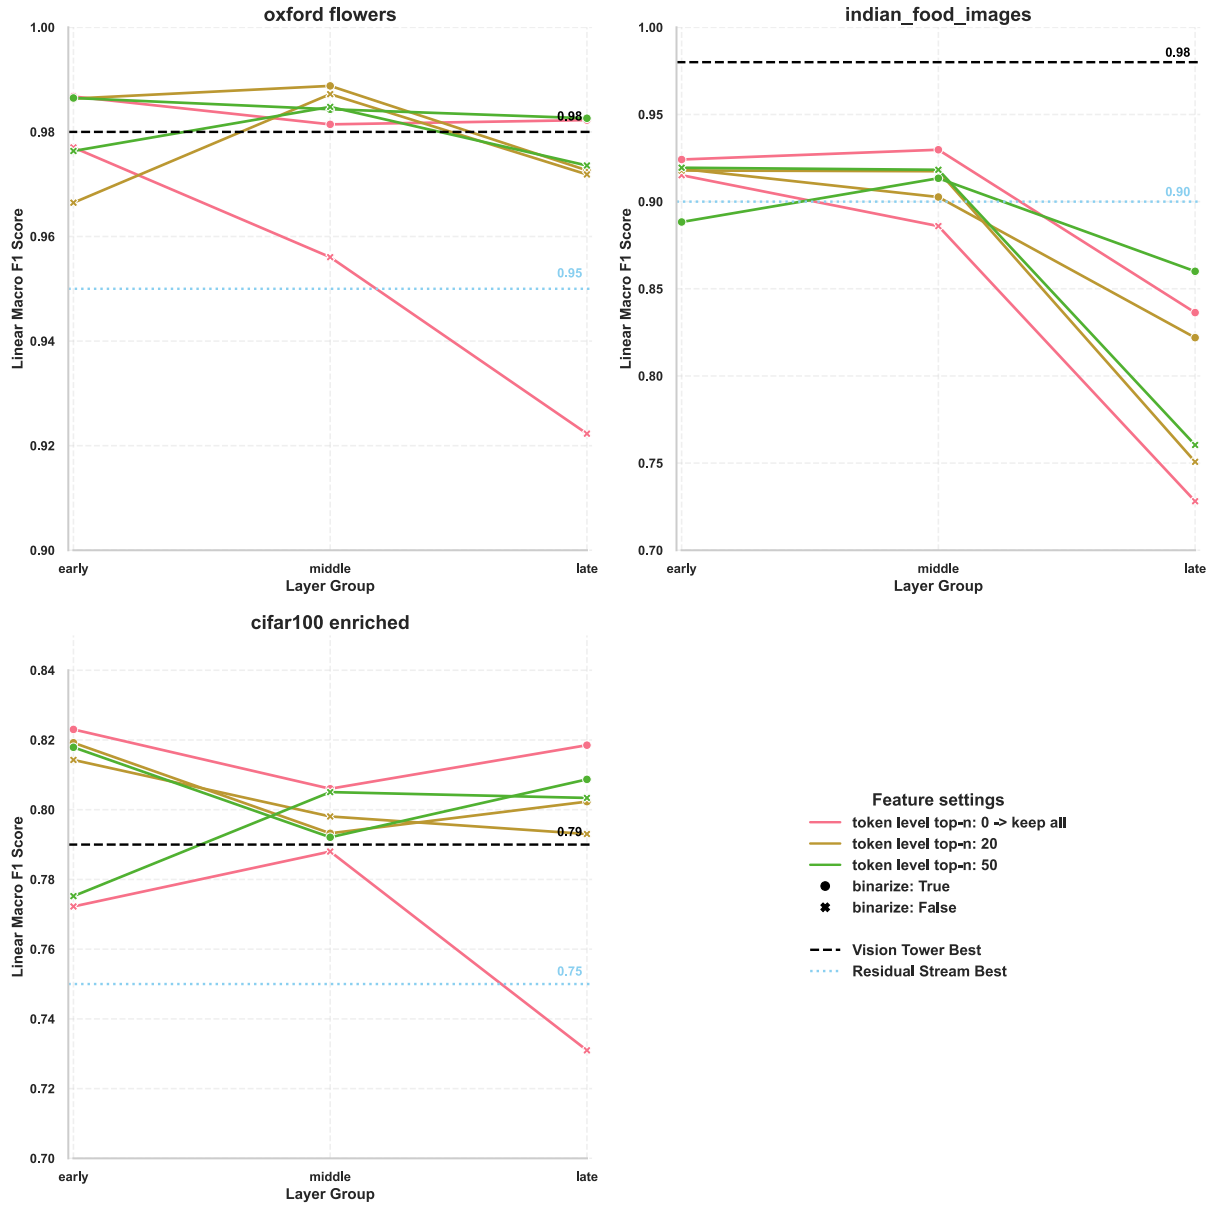 oxford flowers
1.00
0.98
0.96
0.94
0.92
0.90
Linear Macro F1 Score
0.98
0.95
early middle late
Layer Group
indian_food_images
1.00
0.95
0.90
0.85
0.80
0.75
0.70
Linear Macro F1 Score
0.98
0.90
early middle late
Layer Group
cifar100 enriched
0.84
0.82
0.80
0.78
0.76
0.74
0.72
0.70
Linear Macro F1 Score
0.79
0.75
early middle late
Layer Group
Feature settings
token level top-n: 0 -> keep all
token level top-n: 20
token level top-n: 50
binarize: True
binarize: False
Vision Tower Best
Residual Stream Best